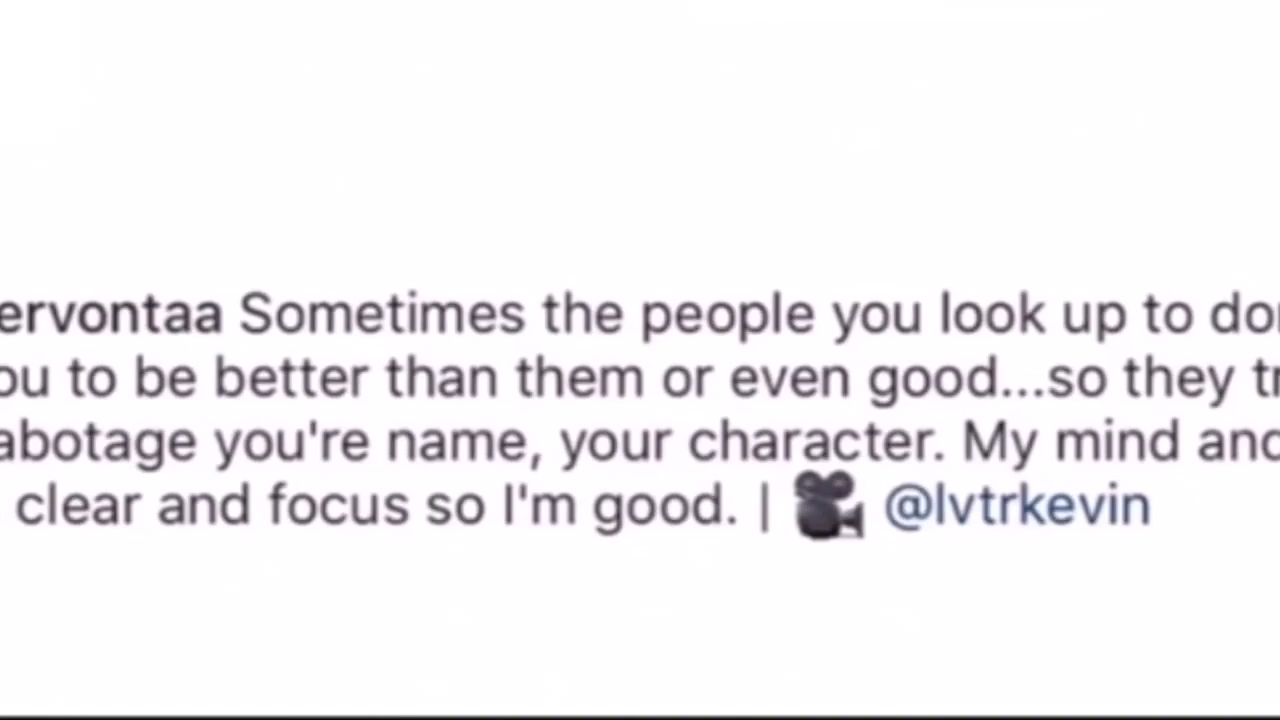 ervontaa Sometimes the people you look up to do
ou to be better than them or even good...so they tr
abotage you're name, your character. My mind and
clear and focus so I'm good. | 🎥 @lvtrkevin